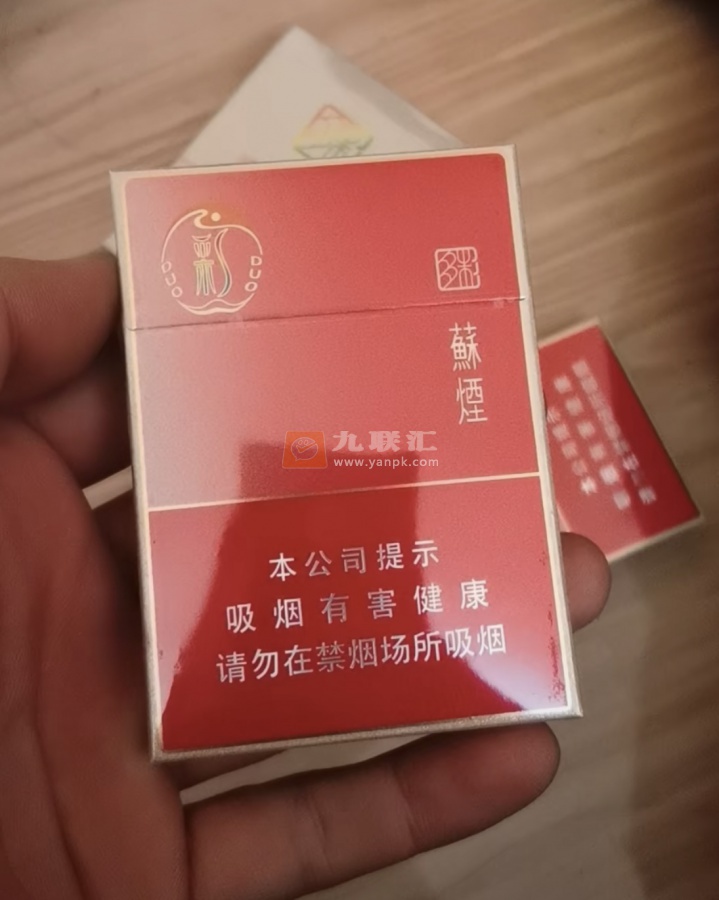 彩
DUO DUO
蘇煙
九联汇
www.yanpk.com
本公司提示
吸烟有害健康
请勿在禁烟场所吸烟